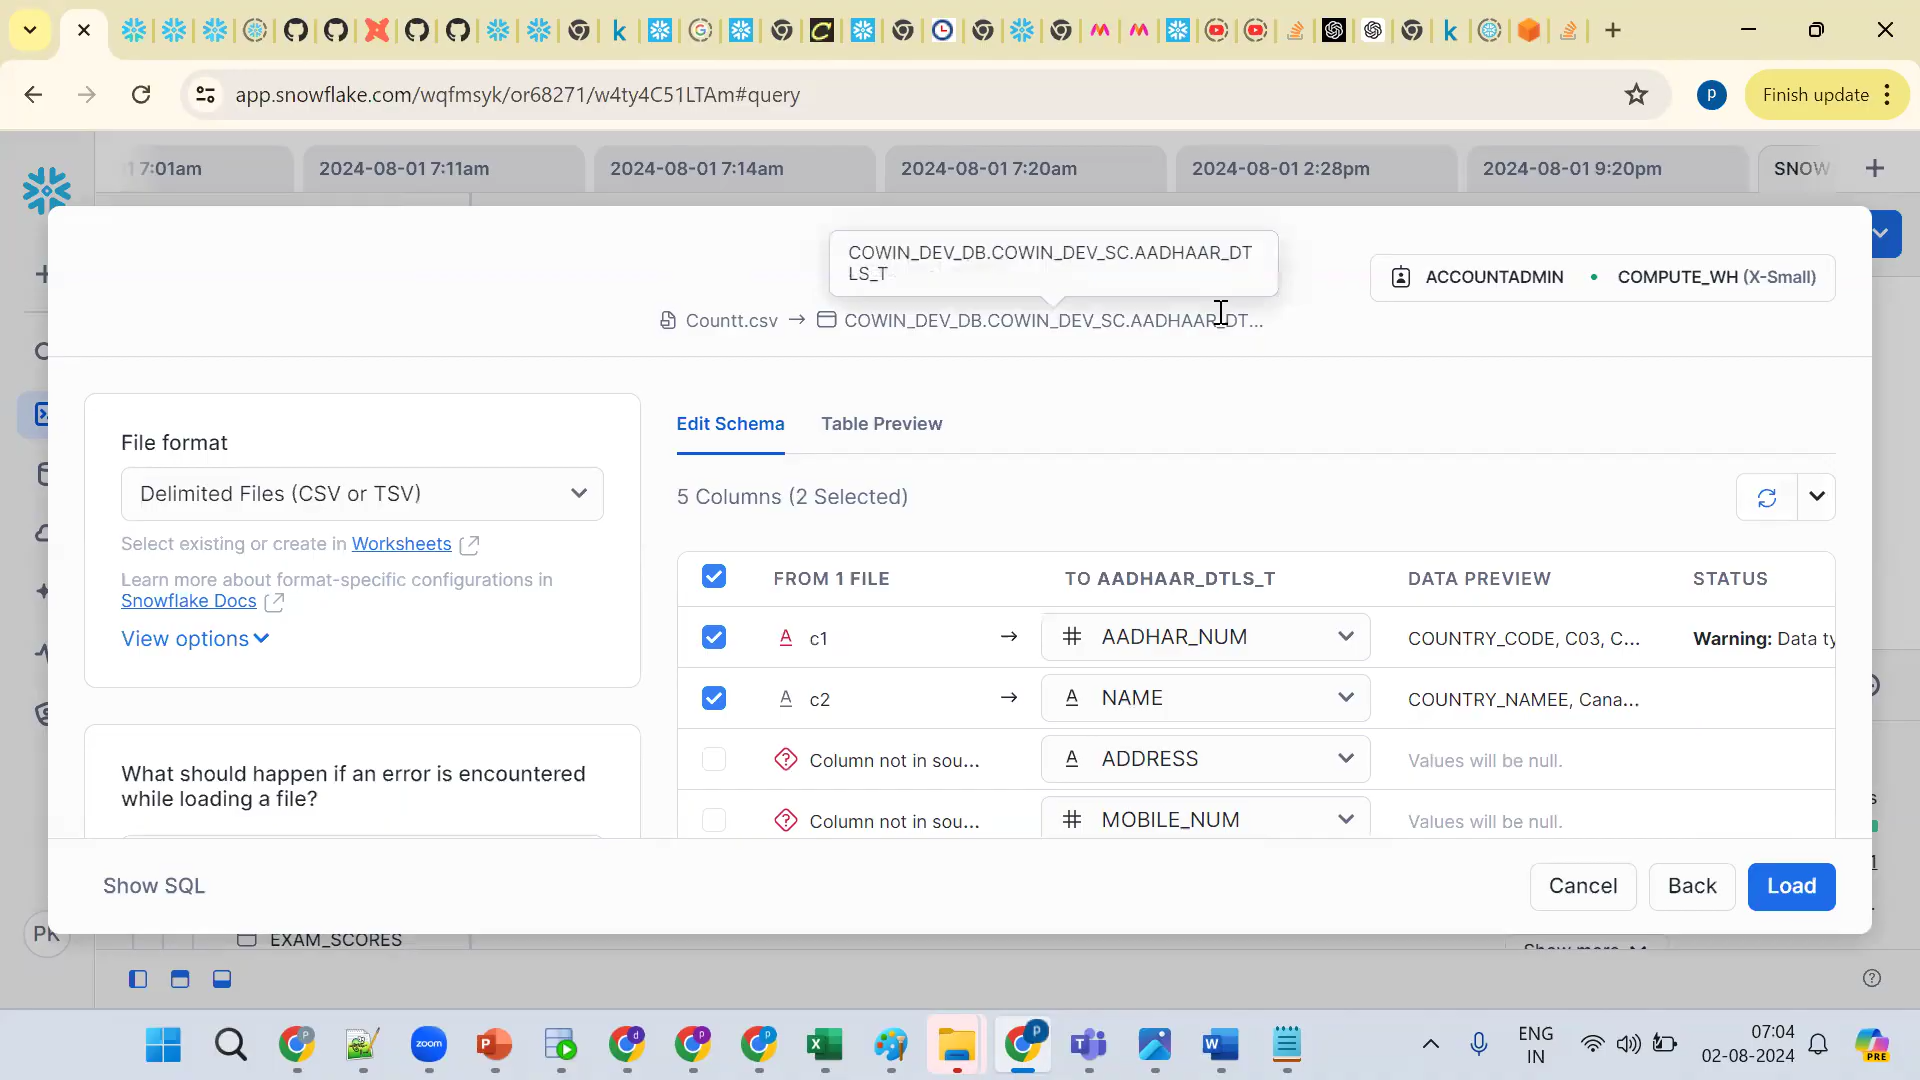 app.snowflake.com/wqfmsyk/or68271/w4ty4C51LTAm#query
p
Finish update
7:01am
2024-08-01 7:11am
2024-08-01 7:14am
2024-08-01 7:20am
2024-08-01 2:28pm
2024-08-01 9:20pm
SNOW
COWIN_DEV_DB.COWIN_DEV_SC.AADHAAR_DT
LS_T
ACCOUNTADMIN • COMPUTE_WH (X-Small)
Countt.csv → COWIN_DEV_DB.COWIN_DEV_SC.AADHAAR_DT...
File format
Delimited Files (CSV or TSV)
Select existing or create in Worksheets
Learn more about format-specific configurations in
Snowflake Docs
View options
What should happen if an error is encountered
while loading a file?
Edit Schema
Table Preview
5 Columns (2 Selected)
FROM 1 FILE
TO AADHAAR_DTLS_T
DATA PREVIEW
STATUS
A c1 → # AADHAR_NUM
COUNTRY_CODE, C03, C...
Warning: Data ty
A c2 → A NAME
COUNTRY_NAMEE, Cana...
Column not in sou...
A ADDRESS
Values will be null.
Column not in sou...
# MOBILE_NUM
Values will be null.
Show SQL
Cancel
Back
Load
PK
EXAM_SCORES
ENG
IN
07:04
02-08-2024
zoom
PRE